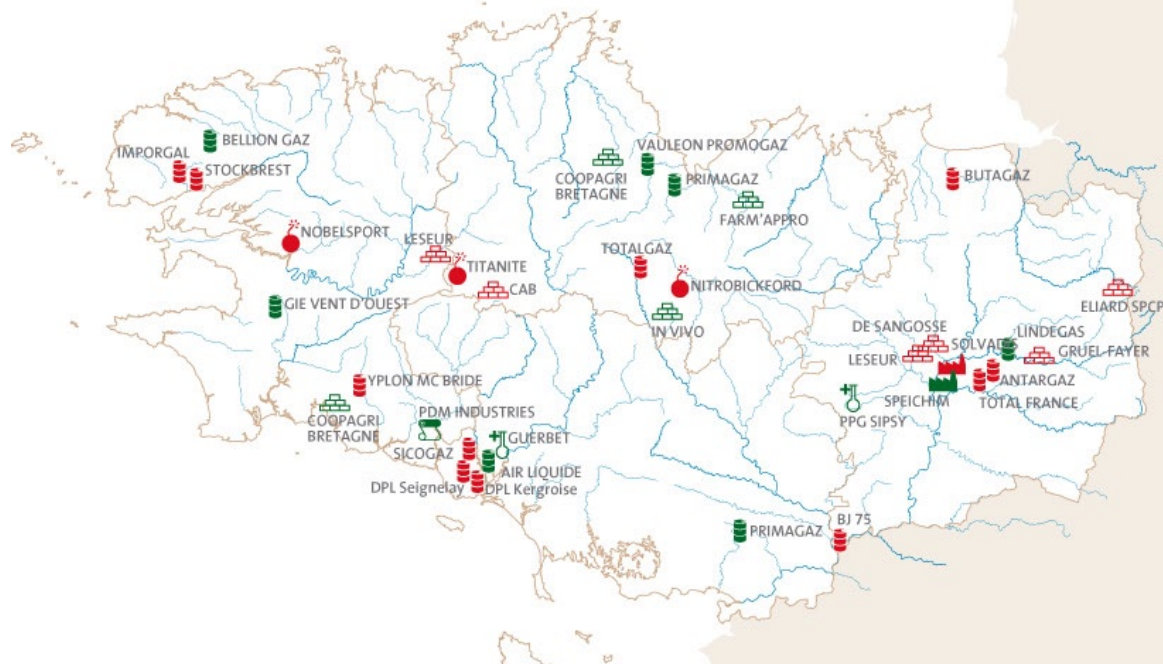 BELLION GAZ
IMPORGAL
STOCKBREST
NOBELSPORT
LESEUR
TITANITE
CAB
GIE VENT D'OUEST
VAULEON PROMOGAZ
COOPAGRI
BRETAGNE
PRIMAGAZ
FARM'APPRO
BUTAGAZ
TOTALGAZ
NITROBICKFORD
IN VIVO
ELIARD SPCP
DE SANGOSSE
LINDEGAS
SOLVADIS
LESEUR
GRUEL-FAYER
ANTARGAZ
SPEICHIM
TOTAL FRANCE
PPG SIPSY
YPLON MC BRIDE
COOPAGRI
BRETAGNE
PDM INDUSTRIES
GUERBET
SICOGAZ
AIR LIQUIDE
DPL Seignelay
DPL Kergroise
PRIMAGAZ
BJ 75